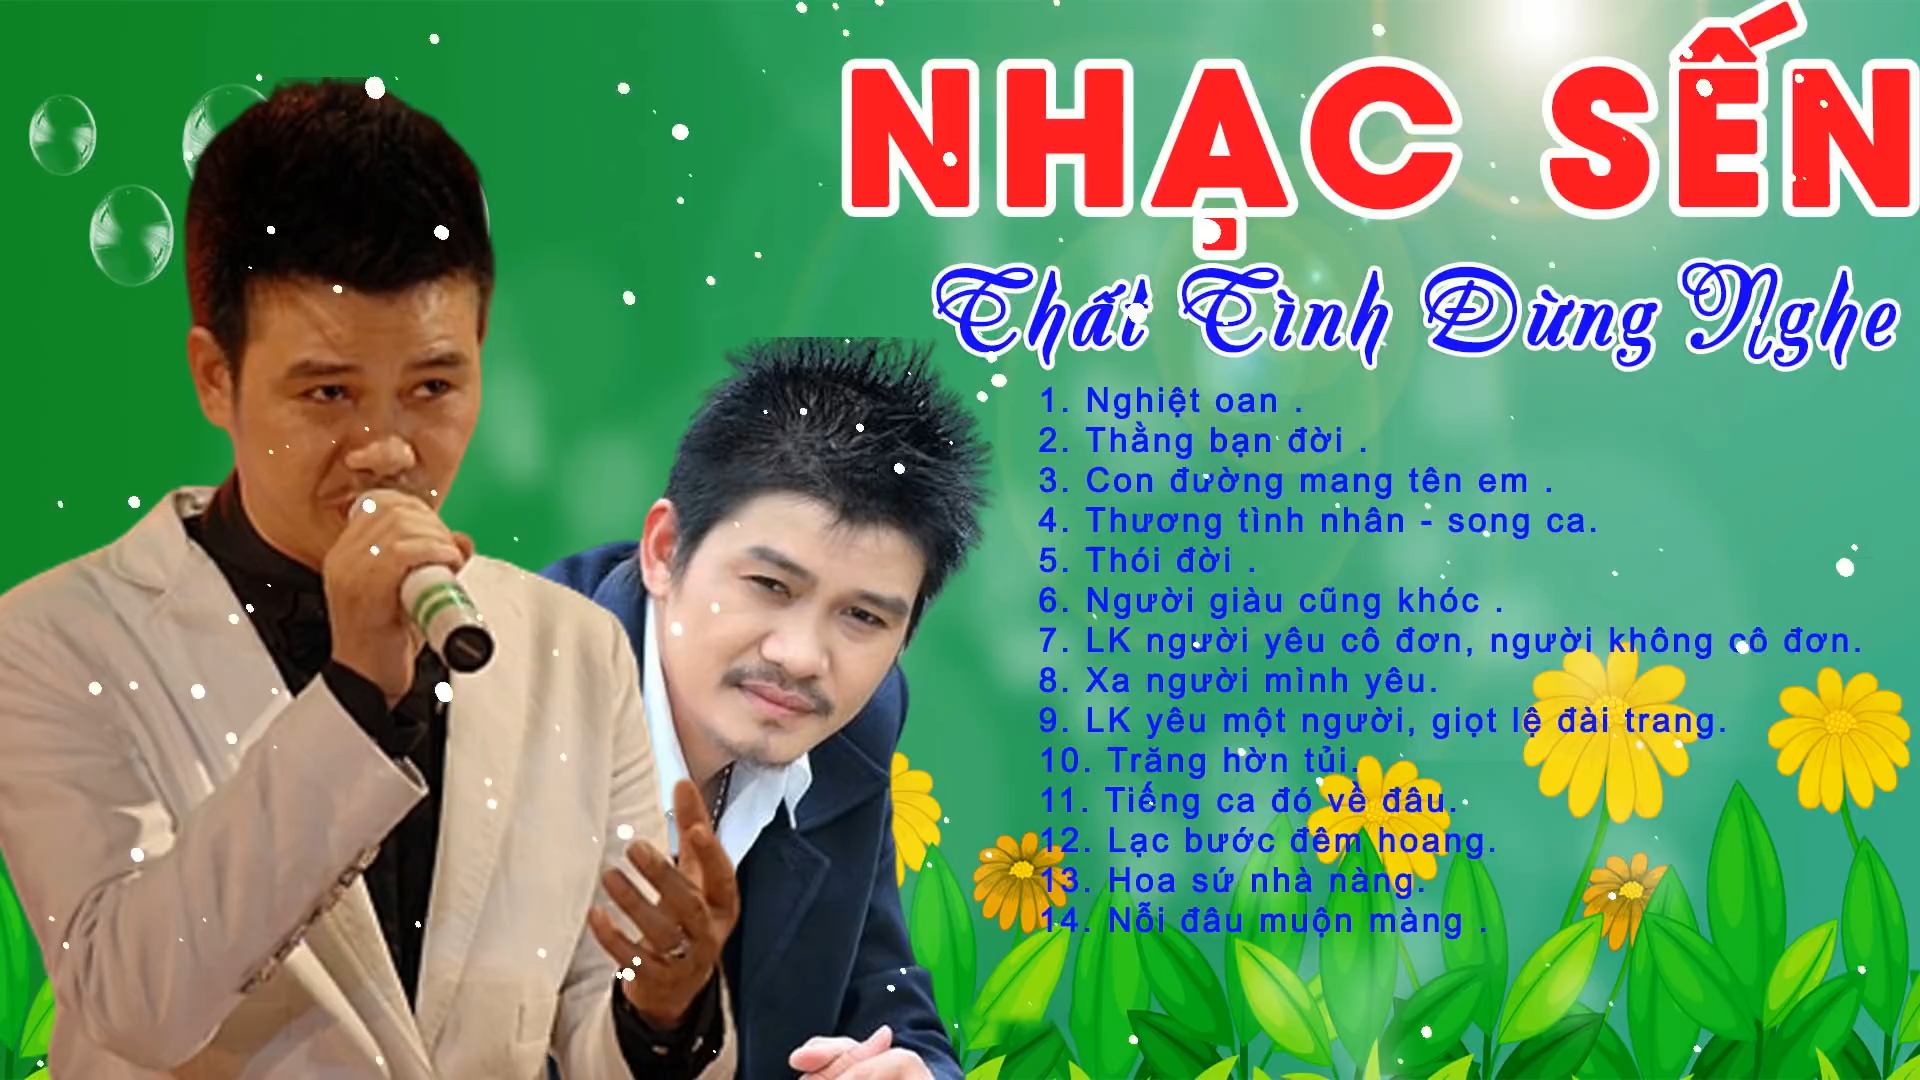 NHẠC SẾN
Thất Tình Đừng Nghe
1. Nghiệt oan .
2. Thằng bạn đời .
3. Con đường mang tên em .
4. Thương tình nhân - song ca.
5. Thói đời .
6. Người giàu cũng khóc .
7. LK người yêu cô đơn, người không cô đơn.
8. Xa người mình yêu.
9. LK yêu một người, giọt lệ đài trang.
10. Trăng hờn tủi.
11. Tiếng ca đó về đâu.
12. Lạc bước đêm hoang.
13. Hoa sứ nhà nàng.
14. Nỗi đâu muộn màng .